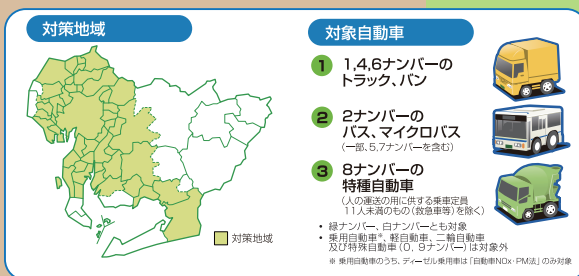 対策地域
対策地域
対象自動車
1 1,4,6ナンバーの
トラック、バン
2 2ナンバーの
バス、マイクロバス
(一部、5,7ナンバーを含む)
3 8ナンバーの
特種自動車
(人の運送の用に供する乗車定員
11人未満のもの(救急車等)を除く)
・ 緑ナンバー、白ナンバーとも対象
・ 乗用自動車※、軽自動車、二輪自動車
及び特殊自動車(0、9ナンバー)は対象外
※ 乗用自動車のうち、ディーゼル乗用車は「自動車NOx・PM法」のみ対象